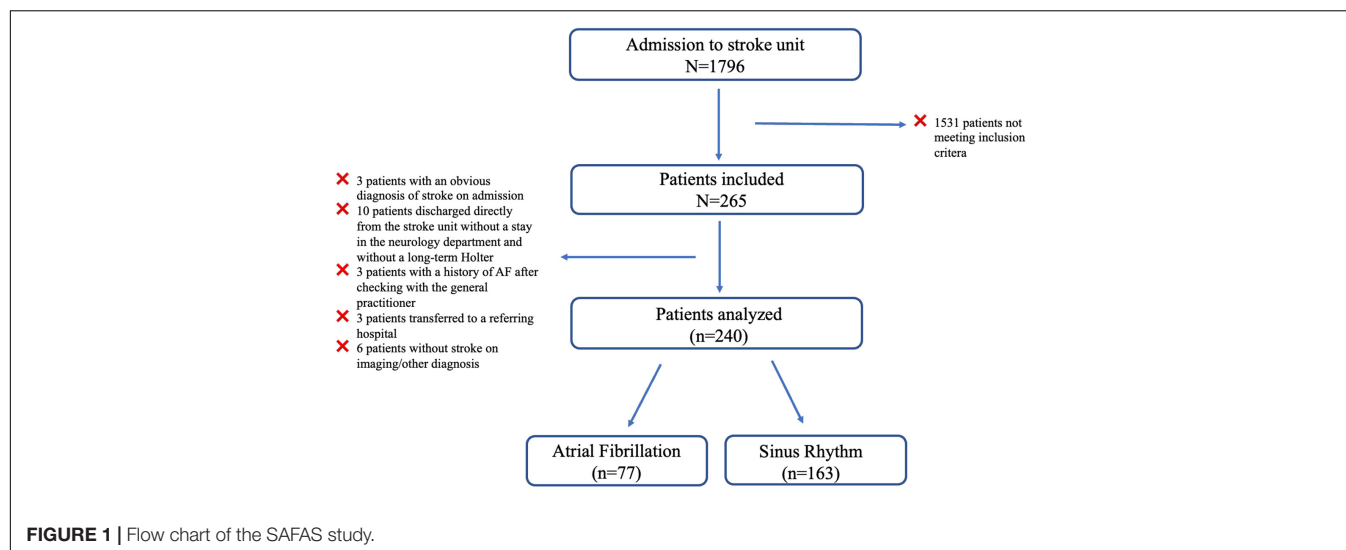 Admission to stroke unit
N=1796
1531 patients not
meeting inclusion
critera
Patients included
N=265
3 patients with an obvious
diagnosis of stroke on admission
10 patients discharged directly
from the stroke unit without a stay
in the neurology department and
without a long-term Holter
3 patients with a history of AF after
checking with the general
practitioner
3 patients transferred to a referring
hospital
6 patients without stroke on
imaging/other diagnosis
Patients analyzed
(n=240)
Atrial Fibrillation
(n=77)
Sinus Rhythm
(n=163)
FIGURE 1 | Flow chart of the SAFAS study.